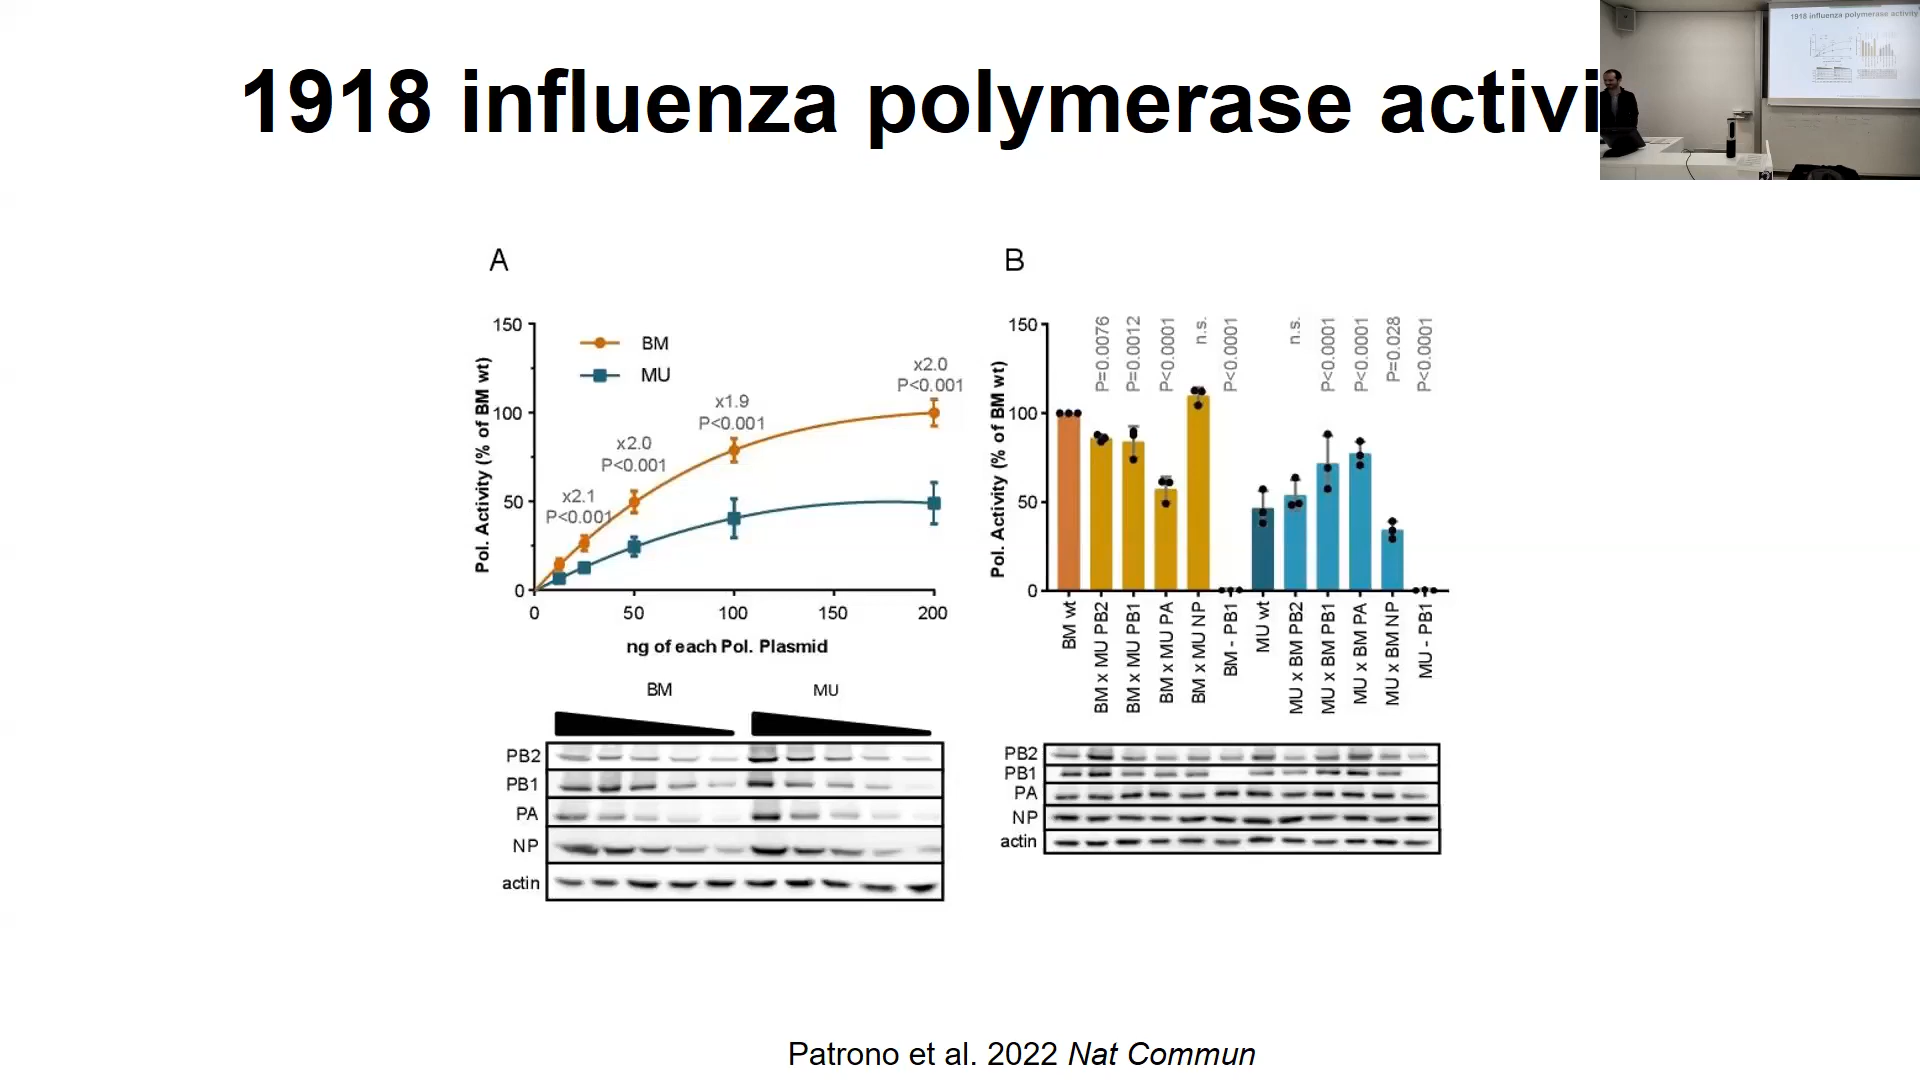 1918 influenza polymerase activi
1918 influenza polymerase activity
A
150
100
50
0
Pol. Activity (% of BM wt)
BM
MU
x2.1
P<0.001
x2.0
P<0.001
x1.9
P<0.001
x2.0
P<0.001
0 50 100 150 200
ng of each Pol. Plasmid
BM MU
PB2
PB1
PA
NP
actin
B
150
100
50
0
Pol. Activity (% of BM wt)
P=0.0076
P=0.0012
P<0.0001
n.s.
P<0.0001
n.s.
P<0.0001
P<0.0001
P=0.028
P<0.0001
BM wt
BM x MU PB2
BM x MU PB1
BM x MU PA
BM x MU NP
BM - PB1
MU wt
MU x BM PB2
MU x BM PB1
MU x BM PA
MU x BM NP
MU - PB1
PB2
PB1
PA
NP
actin
Patrono et al. 2022 Nat Commun